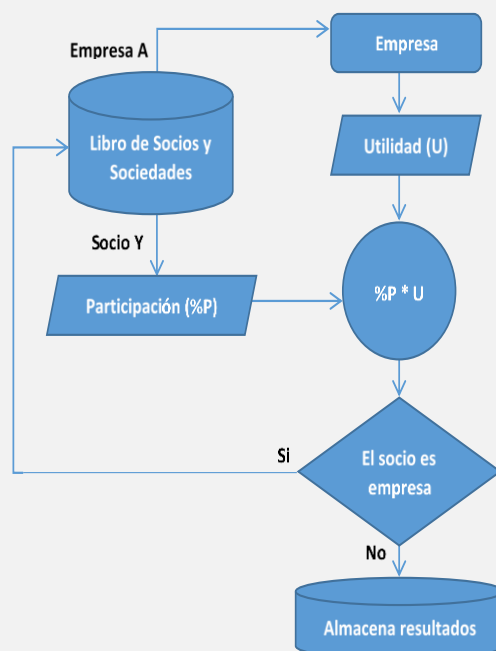 Empresa A
Empresa
Libro de Socios y
Sociedades
Utilidad (U)
Socio Y
Participación (%P)
%P * U
Si
El socio es
empresa
No
Almacena resultados